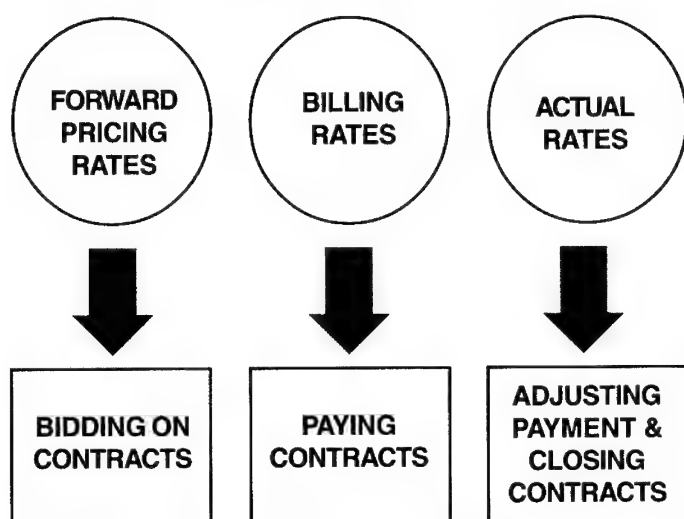 FORWARD
PRICING
RATES
BILLING
RATES
ACTUAL
RATES
BIDDING ON
CONTRACTS
PAYING
CONTRACTS
ADJUSTING
PAYMENT &
CLOSING
CONTRACTS